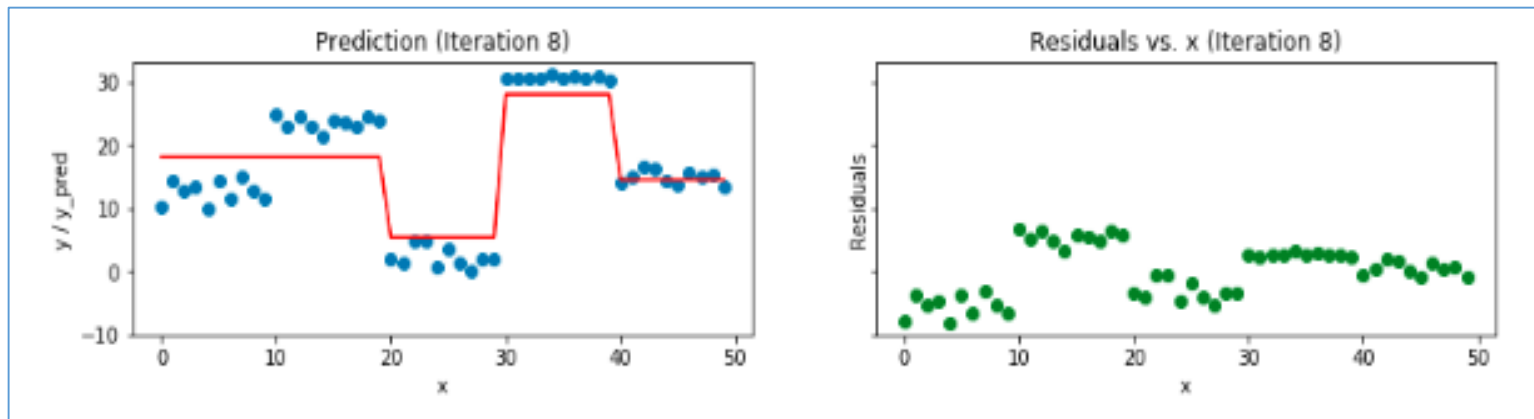 Prediction (Iteration 8)
y / y_pred
30
20
10
0
−10
0 10 20 30 40 50
x
Residuals vs. x (Iteration 8)
Residuals
0 10 20 30 40 50
x